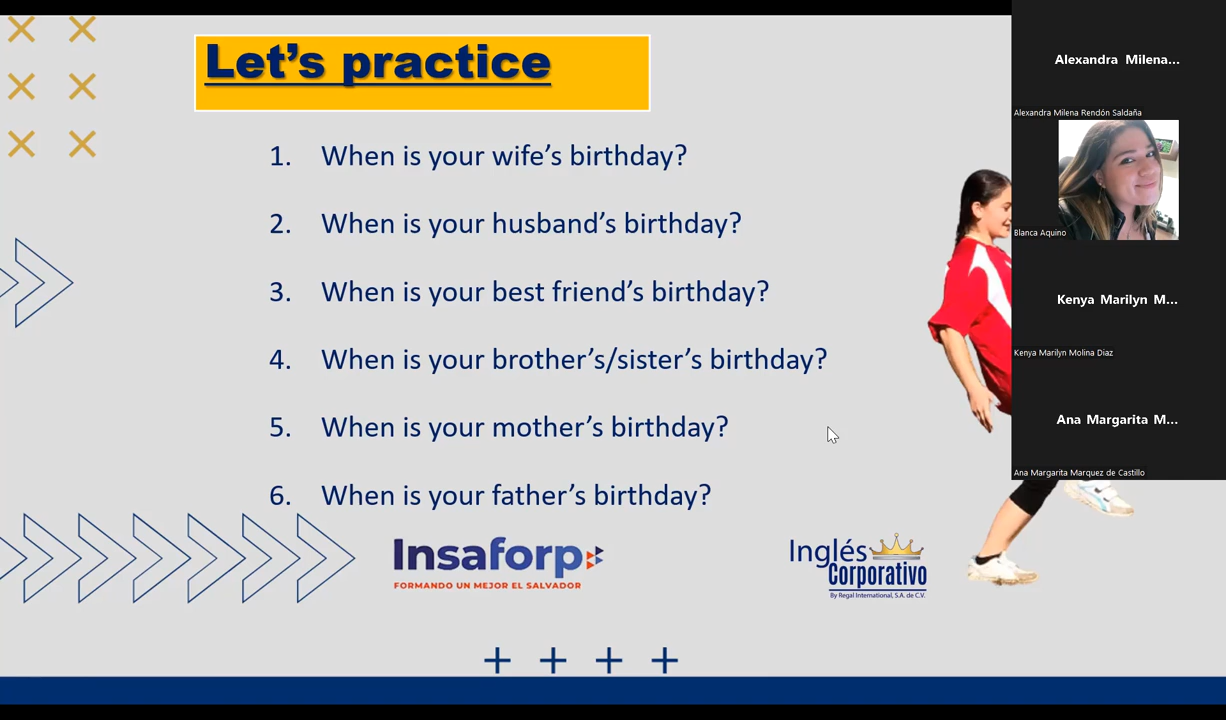 Let’s practice
1. When is your wife’s birthday?
2. When is your husband’s birthday?
3. When is your best friend’s birthday?
4. When is your brother’s/sister’s birthday?
5. When is your mother’s birthday?
6. When is your father’s birthday?
Insaforp
FORMANDO UN MEJOR EL SALVADOR
Inglés
Corporativo
By Regal International, S.A. de C.V.
Alexandra Milena...
Alexandra Milena Rendón Saldaña
Blanca Aquino
Kenya Marilyn M...
Kenya Marilyn Molina Diaz
Ana Margarita M...
Ana Margarita Marquez de Castillo